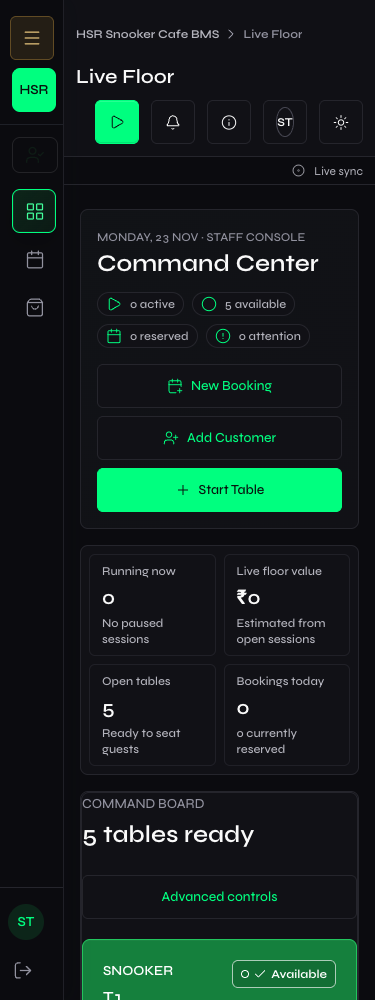 HSR Snooker Cafe BMS > Live Floor
Live Floor
HSR
ST
Live sync
MONDAY, 23 NOV · STAFF CONSOLE
Command Center
0 active
5 available
0 reserved
0 attention
New Booking
Add Customer
+ Start Table
Running now
0
No paused
sessions
Live floor value
₹0
Estimated from
open sessions
Open tables
5
Ready to seat
guests
Bookings today
0
0 currently
reserved
COMMAND BOARD
5 tables ready
Advanced controls
SNOOKER
Available
T1
ST